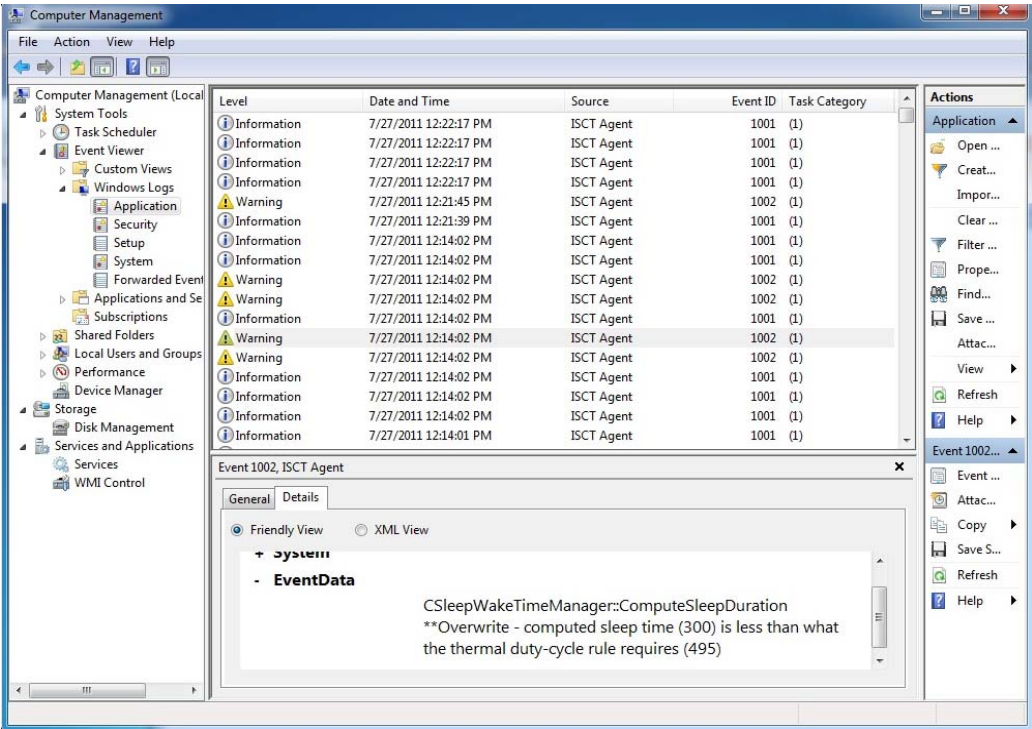 Computer Management
File Action View Help
Computer Management (Local
System Tools
Task Scheduler
Event Viewer
Custom Views
Windows Logs
Application
Security
Setup
System
Forwarded Event
Applications and Se
Subscriptions
Shared Folders
Local Users and Groups
Performance
Device Manager
Storage
Disk Management
Services and Applications
Services
WMI Control
Level Date and Time Source Event ID Task Category
Information 7/27/2011 12:22:17 PM ISCT Agent 1001 (1)
Information 7/27/2011 12:22:17 PM ISCT Agent 1001 (1)
Information 7/27/2011 12:22:17 PM ISCT Agent 1001 (1)
Information 7/27/2011 12:22:17 PM ISCT Agent 1001 (1)
Warning 7/27/2011 12:21:45 PM ISCT Agent 1002 (1)
Information 7/27/2011 12:21:39 PM ISCT Agent 1001 (1)
Information 7/27/2011 12:14:02 PM ISCT Agent 1001 (1)
Information 7/27/2011 12:14:02 PM ISCT Agent 1001 (1)
Warning 7/27/2011 12:14:02 PM ISCT Agent 1002 (1)
Warning 7/27/2011 12:14:02 PM ISCT Agent 1002 (1)
Information 7/27/2011 12:14:02 PM ISCT Agent 1001 (1)
Warning 7/27/2011 12:14:02 PM ISCT Agent 1002 (1)
Warning 7/27/2011 12:14:02 PM ISCT Agent 1002 (1)
Information 7/27/2011 12:14:02 PM ISCT Agent 1001 (1)
Information 7/27/2011 12:14:02 PM ISCT Agent 1001 (1)
Information 7/27/2011 12:14:02 PM ISCT Agent 1001 (1)
Information 7/27/2011 12:14:01 PM ISCT Agent 1001 (1)
Event 1002, ISCT Agent
General Details
Friendly View XML View
+ System
- EventData
CSleepWakeTimeManager::ComputeSleepDuration
**Overwrite - computed sleep time (300) is less than what
the thermal duty-cycle rule requires (495)
Actions
Application
Open ...
Creat...
Impor...
Clear ...
Filter ...
Prope...
Find...
Save ...
Attac...
View
Refresh
Help
Event 1002...
Event ...
Attac...
Copy
Save S...
Refresh
Help